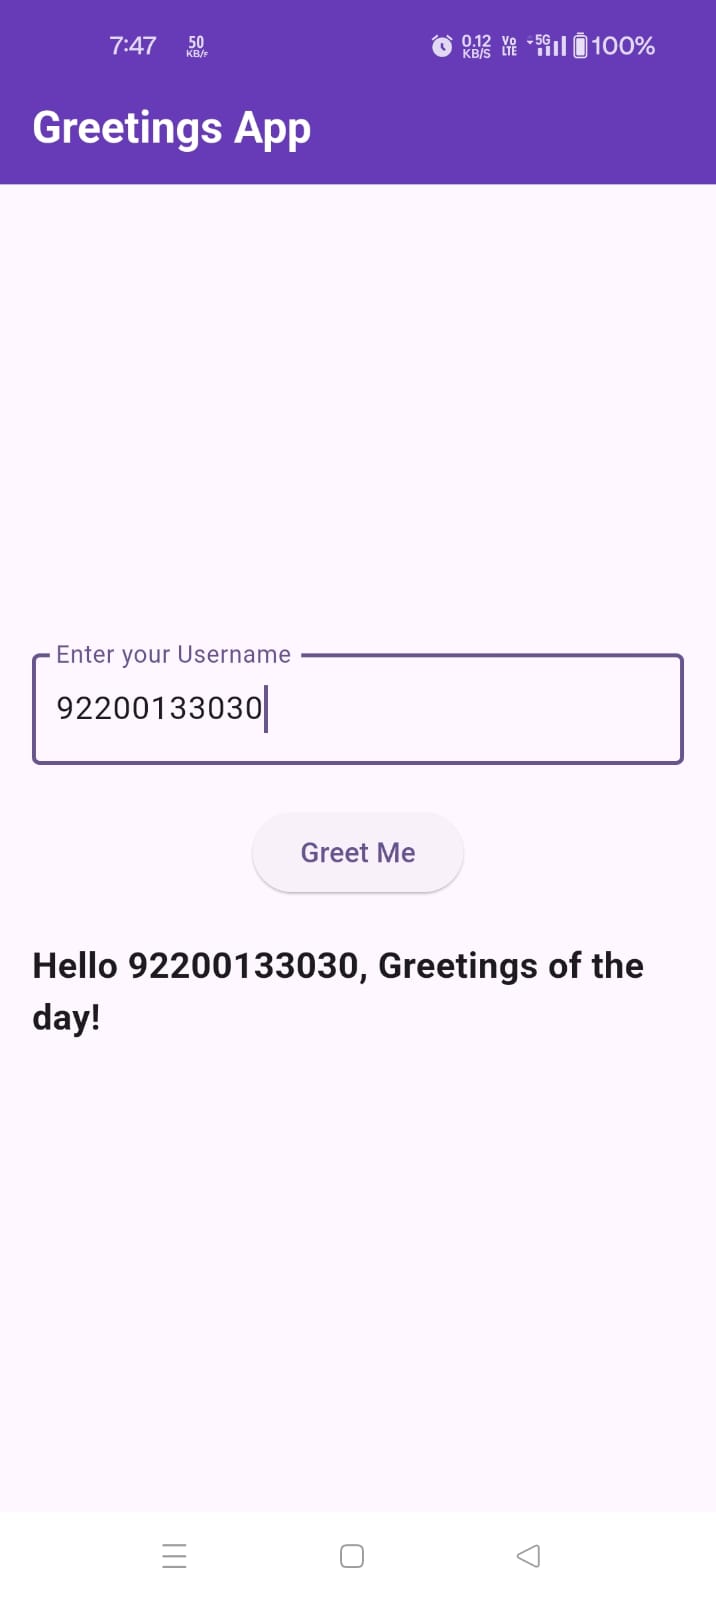 7:47 50 KB/s 0.12 KB/S Vo LTE 5G 100%
Greetings App
Enter your Username
92200133030
Greet Me
Hello 92200133030, Greetings of the
day!